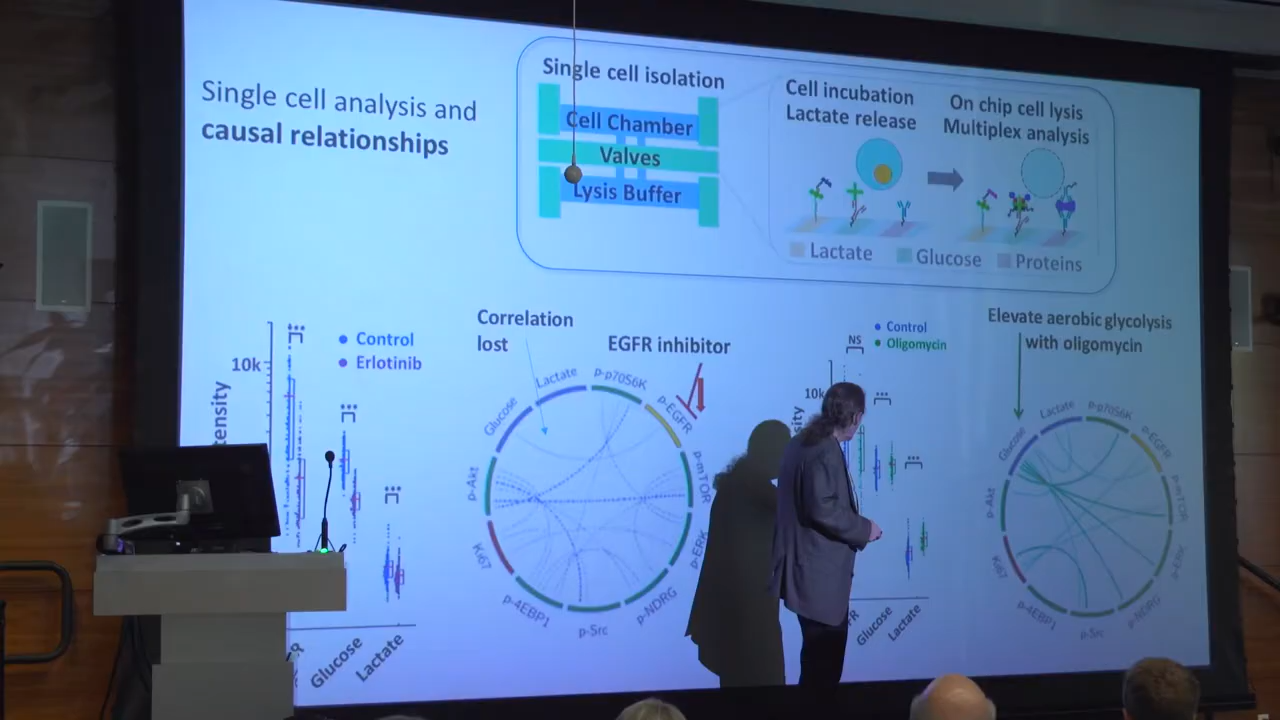 Single cell analysis and
causal relationships
Single cell isolation
Cell Chamber
Valves
Lysis Buffer
Cell incubation
Lactate release
On chip cell lysis
Multiplex analysis
Lactate
Glucose
Proteins
***
10k
Control
Erlotinib
***
***
Glucose
Lactate
Correlation
lost
EGFR inhibitor
Lactate
p-p70S6K
p-EGFR
p-mTOR
p-ERK
p-NDRG
p-Src
p-4EBP1
Ki67
p-Akt
Glucose
NS
Control
Oligomycin
10k
***
***
Glucose
Lactate
Elevate aerobic glycolysis
with oligomycin
Lactate
p-p70S6K
p-EGFR
p-mTOR
p-NDRG
p-Src
p-4EBP1
Ki67
p-Akt
Glucose